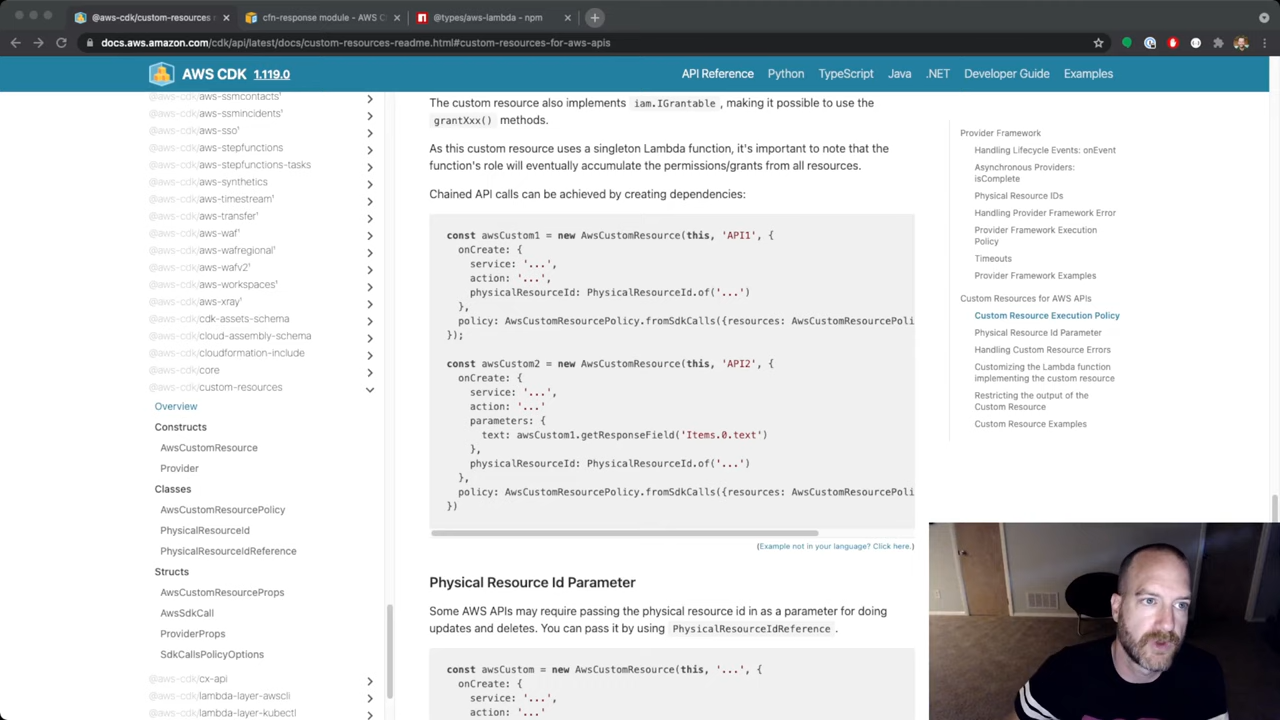 @aws-cdk/custom-resources r
cfn-response module - AWS C
@types/aws-lambda - npm
docs.aws.amazon.com/cdk/api/latest/docs/custom-resources-readme.html#custom-resources-for-aws-apis
AWS CDK 1.119.0
API Reference Python TypeScript Java .NET Developer Guide Examples
@aws-cdk/aws-ssmcontacts¹
@aws-cdk/aws-ssmincidents¹
@aws-cdk/aws-sso¹
@aws-cdk/aws-stepfunctions
@aws-cdk/aws-stepfunctions-tasks
@aws-cdk/aws-synthetics
@aws-cdk/aws-timestream¹
@aws-cdk/aws-transfer¹
@aws-cdk/aws-waf¹
@aws-cdk/aws-wafregional¹
@aws-cdk/aws-wafv2¹
@aws-cdk/aws-workspaces¹
@aws-cdk/aws-xray¹
@aws-cdk/cdk-assets-schema
@aws-cdk/cloud-assembly-schema
@aws-cdk/cloudformation-include
@aws-cdk/core
@aws-cdk/custom-resources
Overview
Constructs
AwsCustomResource
Provider
Classes
AwsCustomResourcePolicy
PhysicalResourceId
PhysicalResourceIdReference
Structs
AwsCustomResourceProps
AwsSdkCall
ProviderProps
SdkCallsPolicyOptions
@aws-cdk/cx-api
@aws-cdk/lambda-layer-awscli
@aws-cdk/lambda-layer-kubectl
The custom resource also implements iam.IGrantable, making it possible to use the
grantXxx() methods.
As this custom resource uses a singleton Lambda function, it's important to note that the
function's role will eventually accumulate the permissions/grants from all resources.
Chained API calls can be achieved by creating dependencies:
const awsCustom1 = new AwsCustomResource(this, 'API1', {
onCreate: {
service: '...',
action: '...',
physicalResourceId: PhysicalResourceId.of('...')
},
policy: AwsCustomResourcePolicy.fromSdkCalls({resources: AwsCustomResourcePoli
});
const awsCustom2 = new AwsCustomResource(this, 'API2', {
onCreate: {
service: '...',
action: '...'
parameters: {
text: awsCustom1.getResponseField('Items.0.text')
},
physicalResourceId: PhysicalResourceId.of('...')
},
policy: AwsCustomResourcePolicy.fromSdkCalls({resources: AwsCustomResourcePoli
})
(Example not in your language? Click here.)
Physical Resource Id Parameter
Some AWS APIs may require passing the physical resource id in as a parameter for doing
updates and deletes. You can pass it by using PhysicalResourceIdReference.
const awsCustom = new AwsCustomResource(this, '...', {
onCreate: {
service: '...',
action: '...'
Provider Framework
Handling Lifecycle Events: onEvent
Asynchronous Providers:
isComplete
Physical Resource IDs
Handling Provider Framework Error
Provider Framework Execution
Policy
Timeouts
Provider Framework Examples
Custom Resources for AWS APIs
Custom Resource Execution Policy
Physical Resource Id Parameter
Handling Custom Resource Errors
Customizing the Lambda function
implementing the custom resource
Restricting the output of the
Custom Resource
Custom Resource Examples